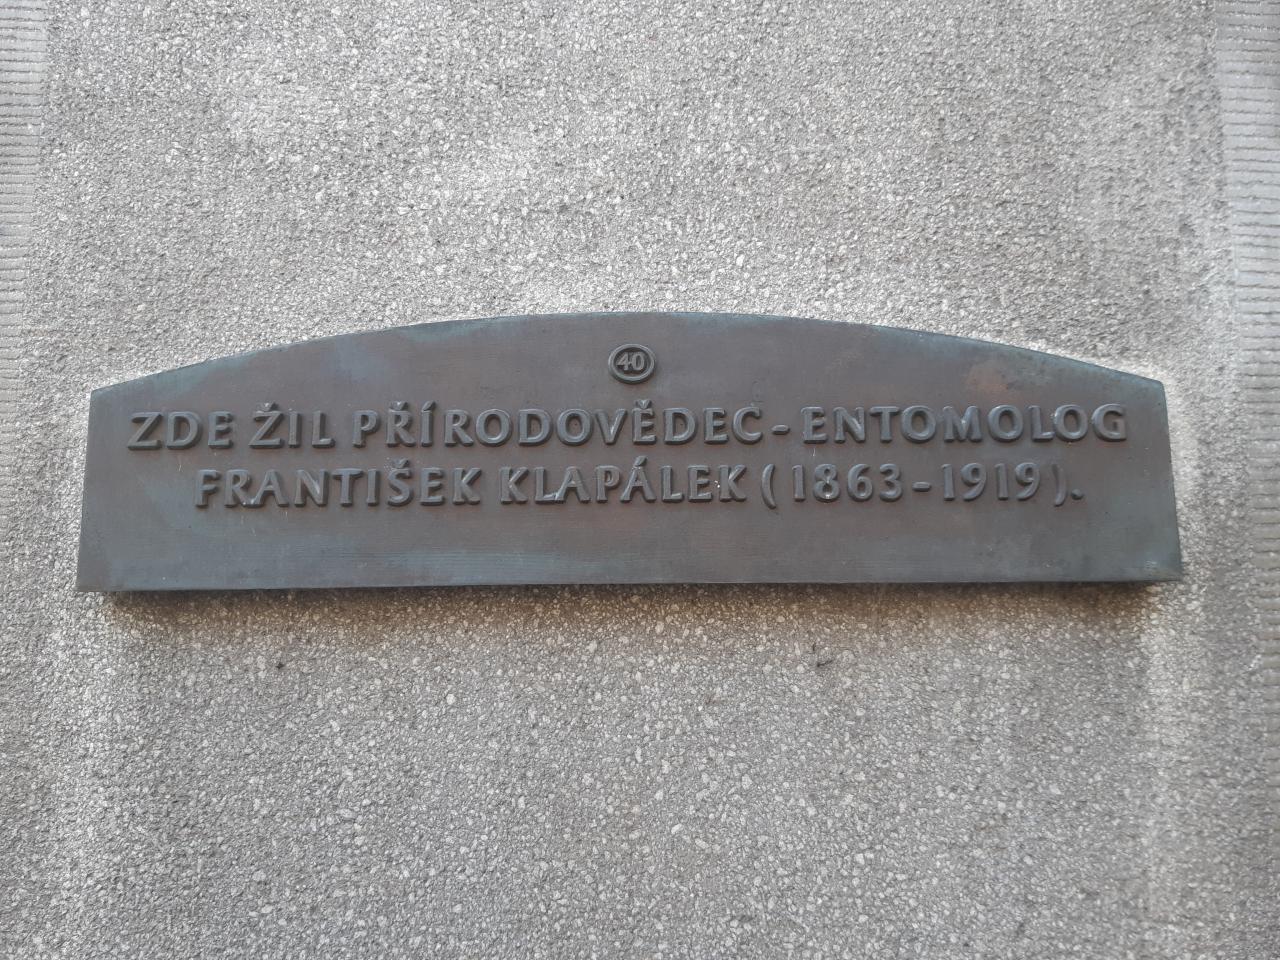 40
ZDE ŽIL PŘÍRODOVĚDEC - ENTOMOLOG
FRANTIŠEK KLAPÁLEK (1863 - 1919).